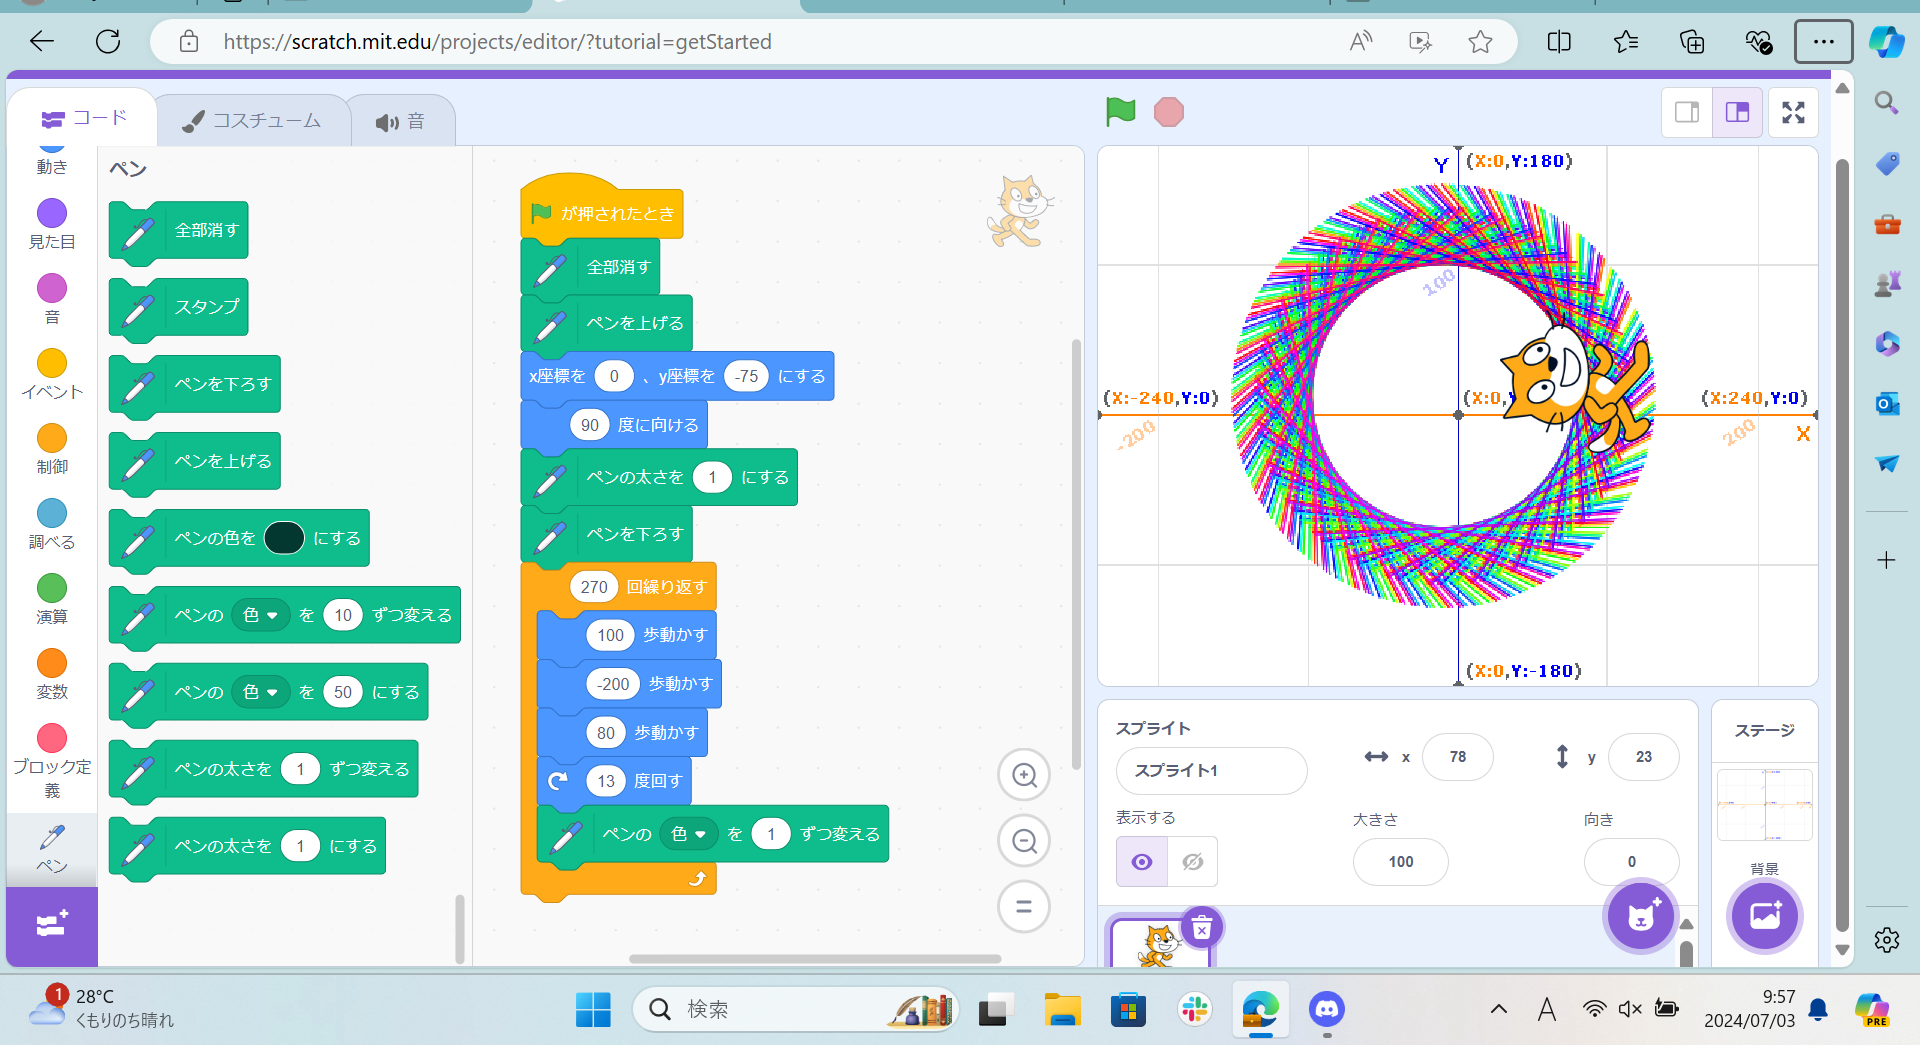 https://scratch.mit.edu/projects/editor/?tutorial=getStarted
コード
コスチューム
音
動き
見た目
音
イベント
制御
調べる
演算
変数
ブロック定
義
ペン
ペン
全部消す
スタンプ
ペンを下ろす
ペンを上げる
ペンの色を にする
ペンの 色 を 10 ずつ変える
ペンの 色 を 50 にする
ペンの太さを 1 ずつ変える
ペンの太さを 1 にする
が押されたとき
全部消す
ペンを上げる
x座標を 0 、y座標を -75 にする
90 度に向ける
ペンの太さを 1 にする
ペンを下ろす
270 回繰り返す
100 歩動かす
-200 歩動かす
80 歩動かす
13 度回す
ペンの 色 を 1 ずつ変える
Y (X:0,Y:180)
100
(X:-240,Y:0)
(X:0,
(X:240,Y:0)
-200
200
X
(X:0,Y:-180)
スプライト
スプライト1
x 78
y 23
表示する
大きさ
100
向き
0
ステージ
背景
1
28°C
くもりのち晴れ
検索
A
9:57
2024/07/03
PRE